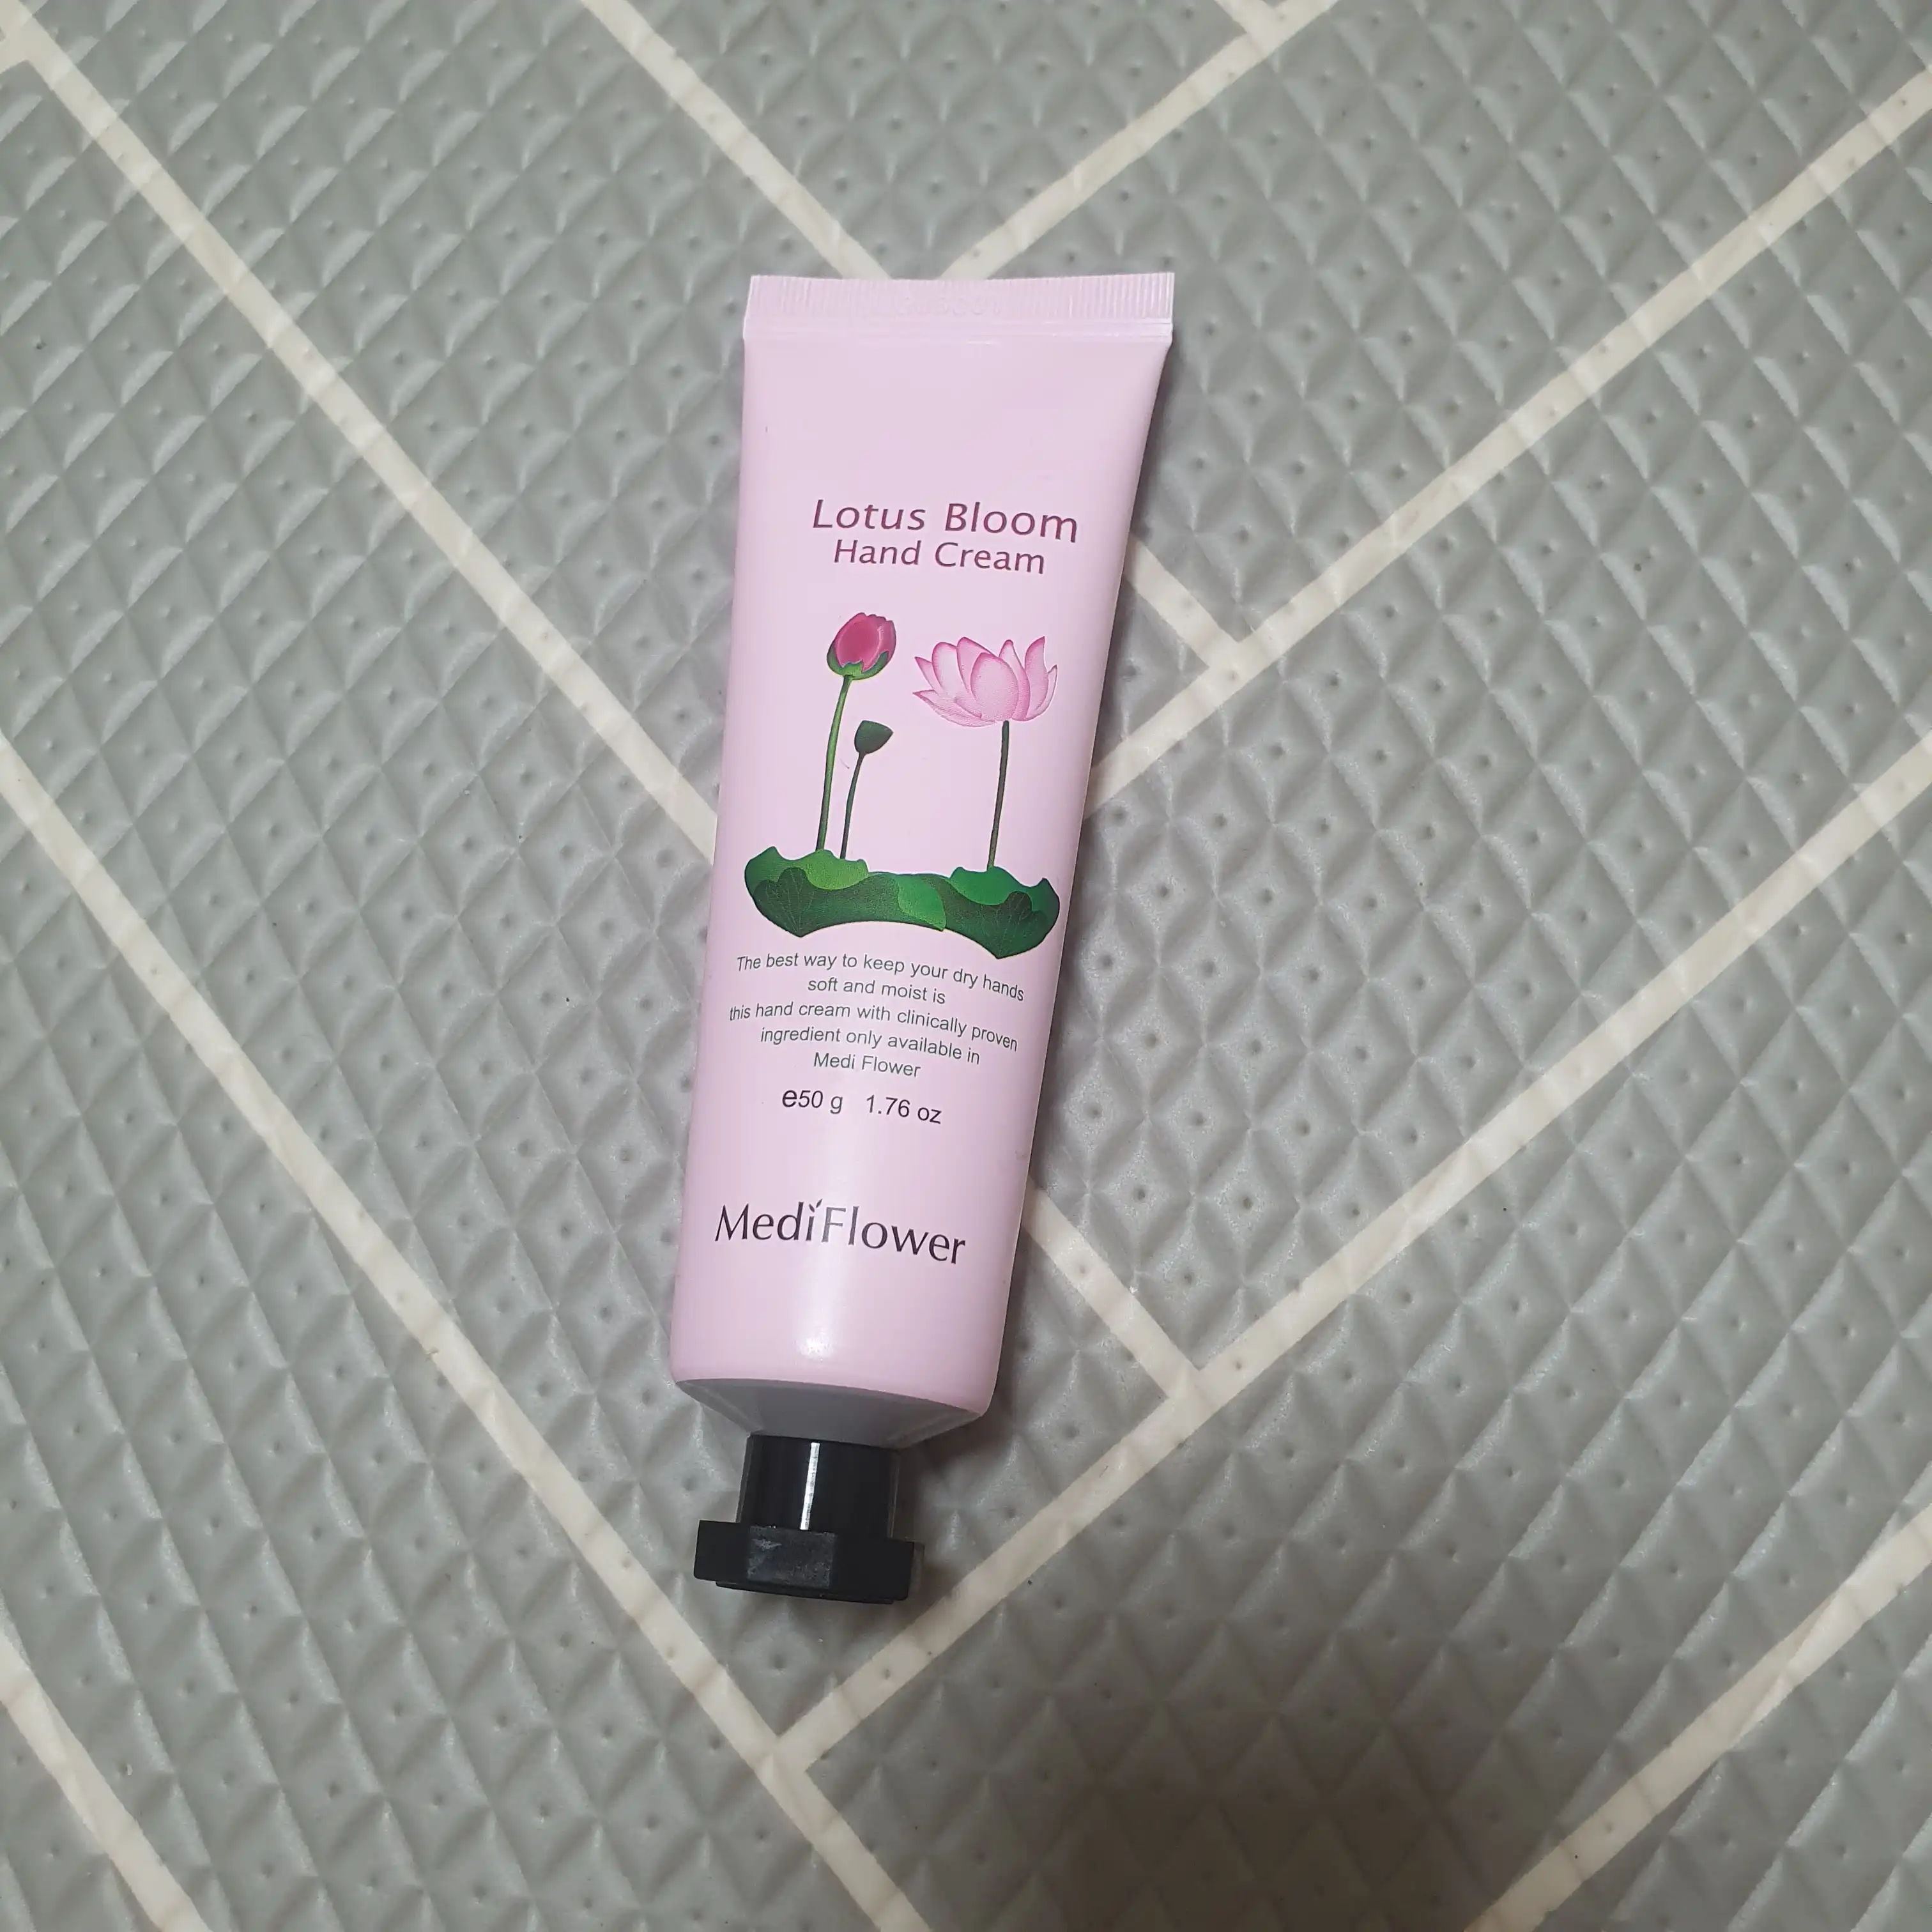 Lotus Bloom
Hand Cream
The best way to keep your dry hands
soft and moist is
this hand cream with clinically proven
ingredient only available in
Medi Flower
℮50 g 1.76 oz
MediFlower